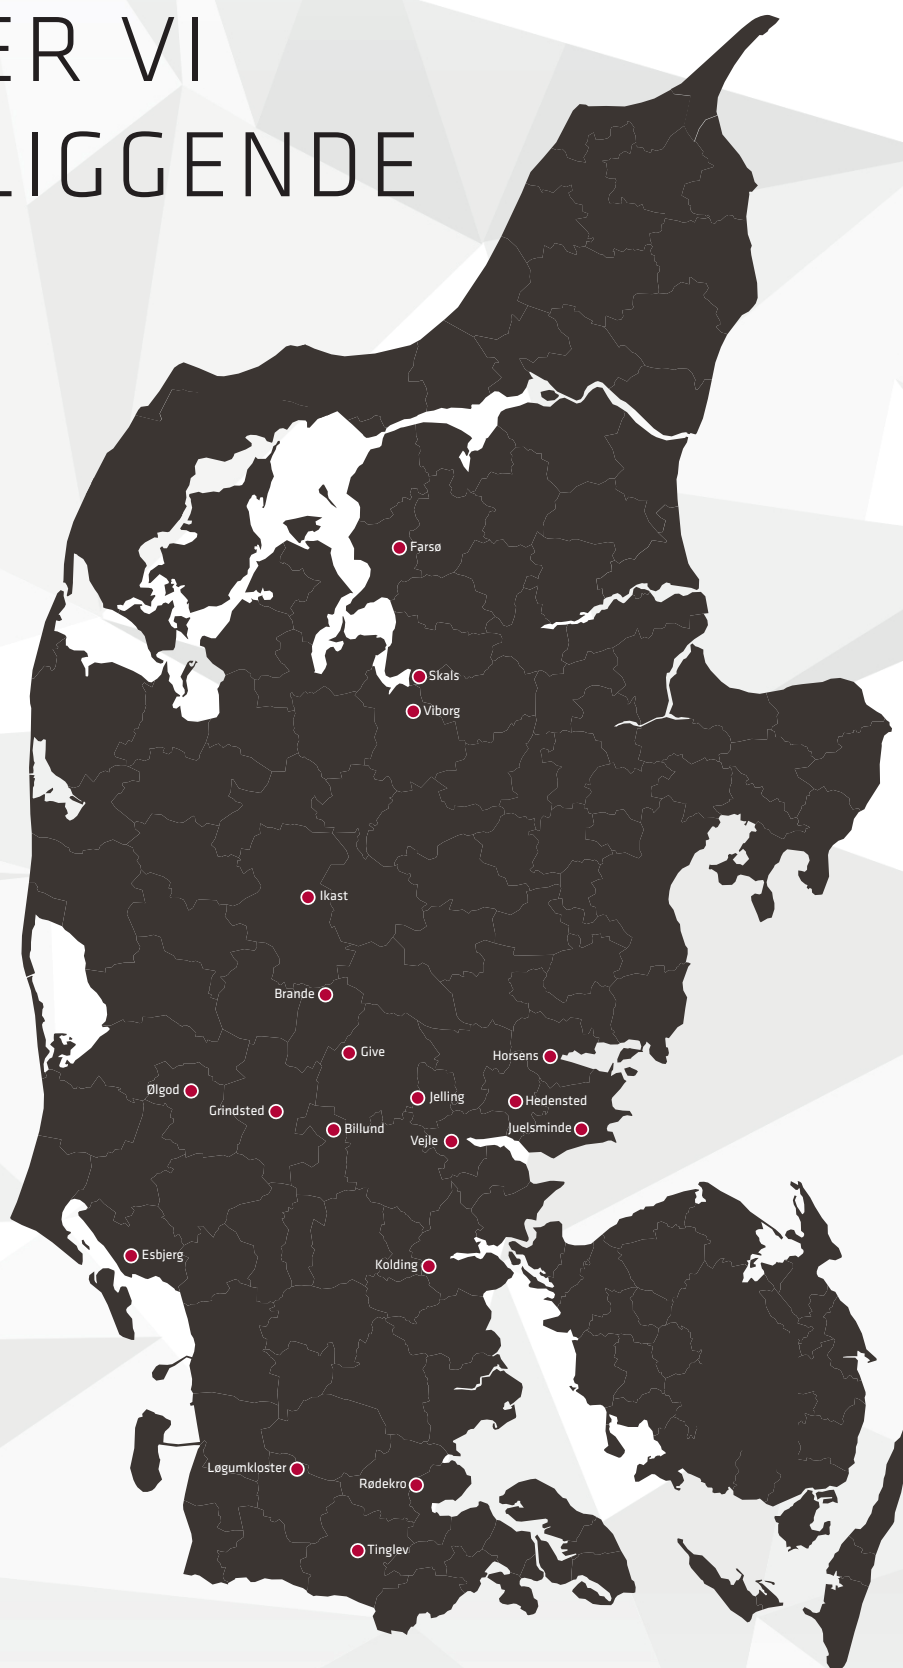 ER VI
LIGGENDE
Farsø
Skals
Viborg
Ikast
Brande
Give
Horsens
Ølgod
Jelling
Hedensted
Grindsted
Billund
Juelsminde
Vejle
Esbjerg
Kolding
Løgumkloster
Rødekro
Tinglev